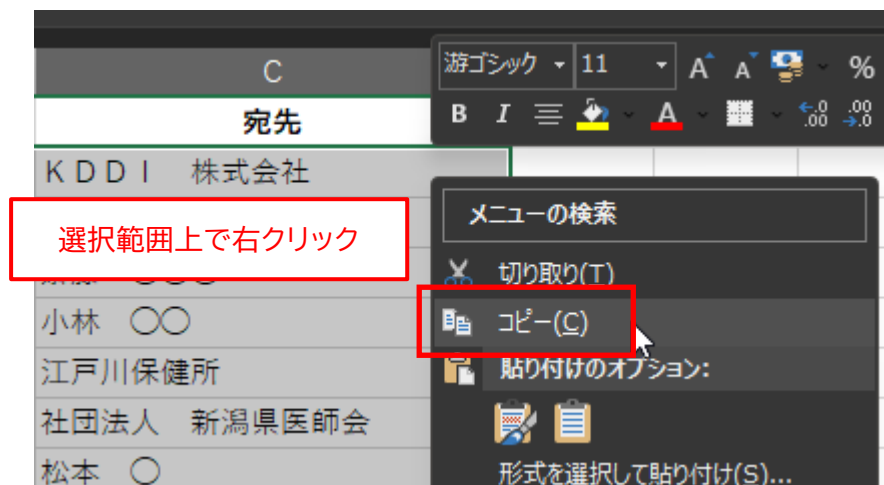 C
游ゴシック 11 A A %
B I A .0 .00 .00 .0
宛先
ＫＤＤＩ　株式会社
メニューの検索
選択範囲上で右クリック
切り取り(T)
小林　〇〇
コピー(C)
江戸川保健所
貼り付けのオプション:
社団法人　新潟県医師会
松本　〇
形式を選択して貼り付け(S)...